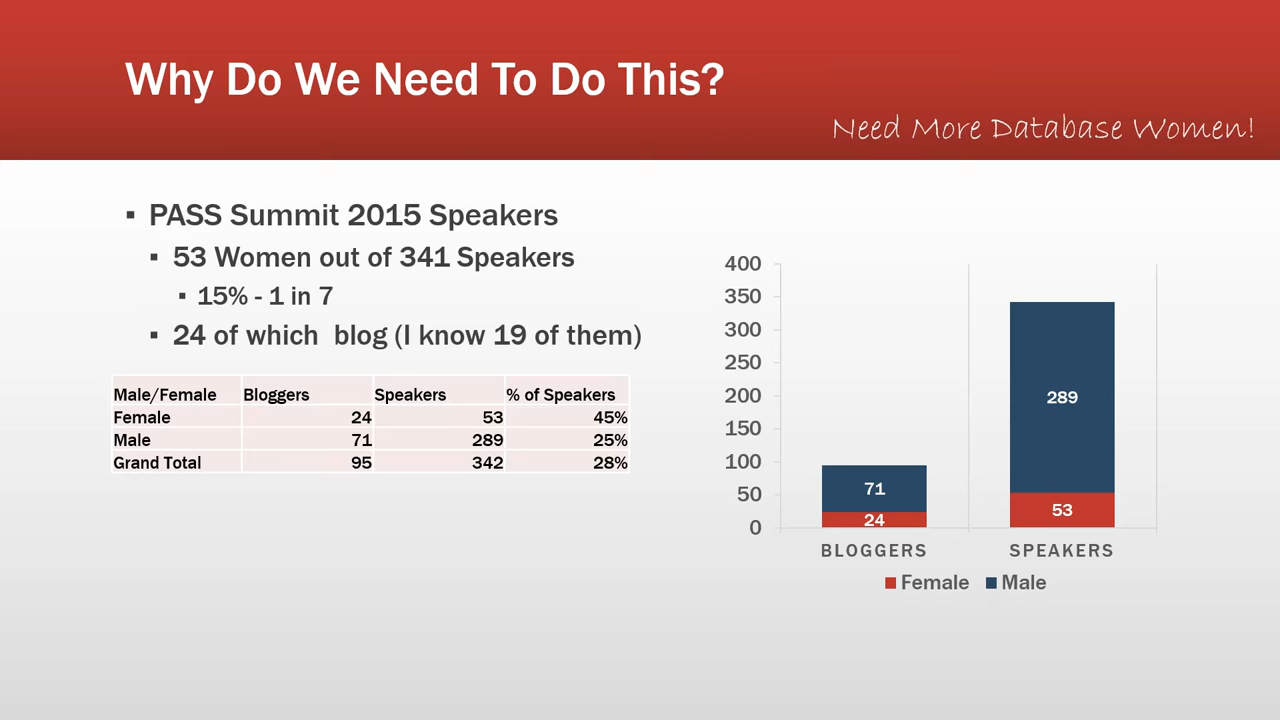 Why Do We Need To Do This?
Need More Database Women!
▪ PASS Summit 2015 Speakers
▪ 53 Women out of 341 Speakers
▪ 15% - 1 in 7
▪ 24 of which  blog (I know 19 of them)
Male/Female Bloggers Speakers % of Speakers
Female 24 53 45%
Male 71 289 25%
Grand Total 95 342 28%
400
350
300
250
200
150
100
50
0
71
24
289
53
BLOGGERS SPEAKERS
Female Male